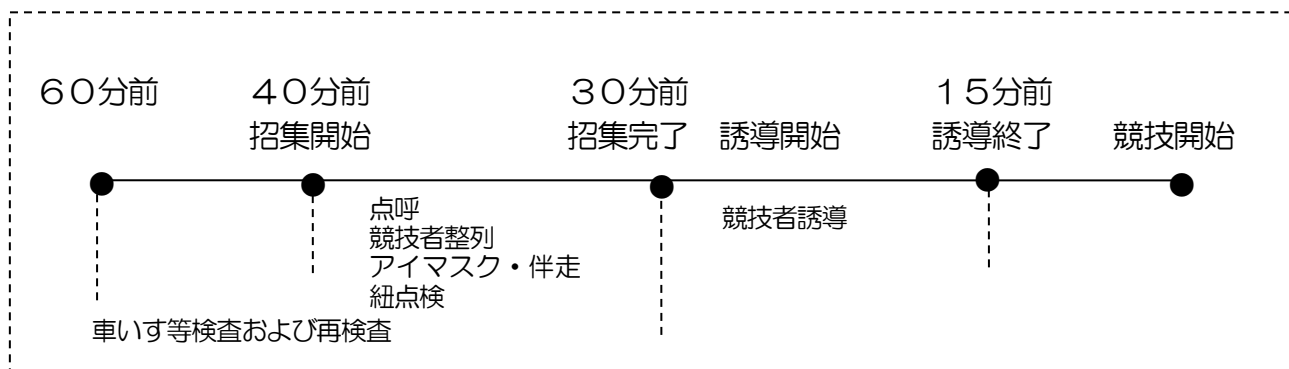 ６０分前 ４０分前 ３０分前 １５分前
招集開始 招集完了 誘導開始 誘導終了 競技開始
点呼
競技者整列
アイマスク・伴走
紐点検
競技者誘導
車いす等検査および再検査